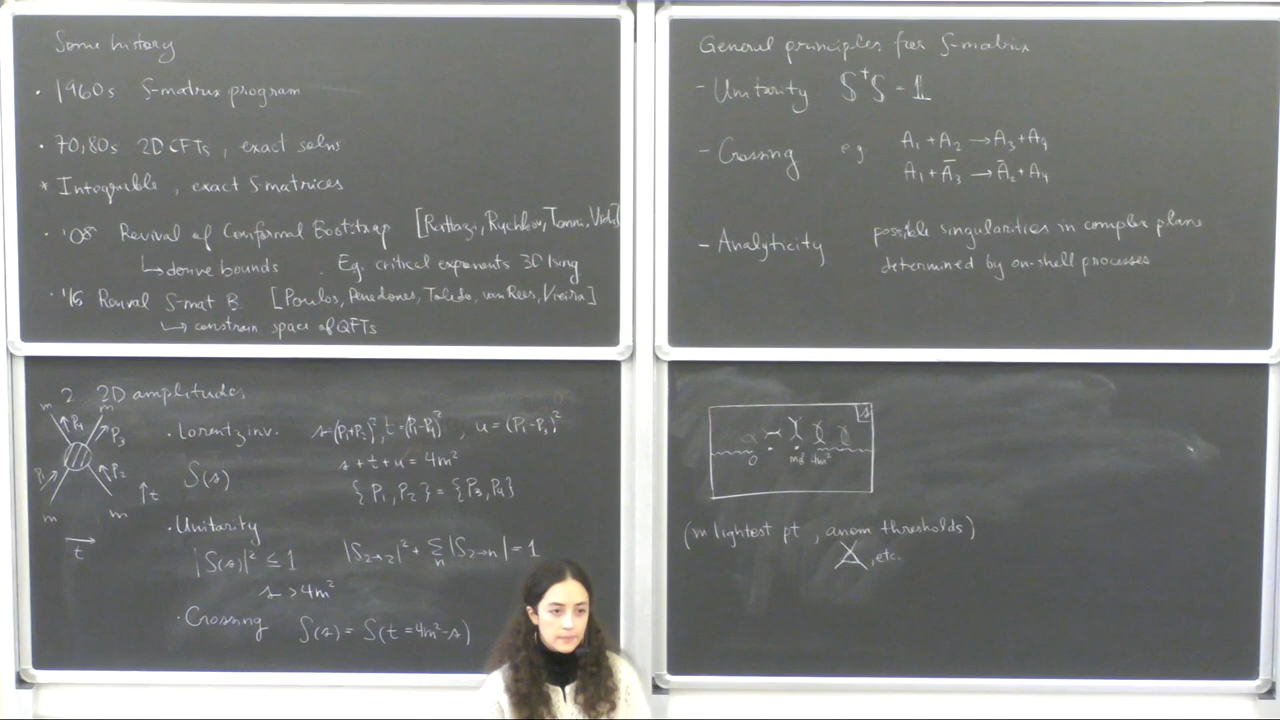 Some history
· 1960s S-matrix program
· 70,80s 2D CFTs, exact solns
* Integrable, exact S-matrices
· '08 Revival of Conformal Bootstrap [Rattazi, Rychkov, Tonni, Vichi]
↳ derive bounds . Eg. critical exponents 3D Ising
· '16 Revival S-mat B. [Paulos, Penedones, Toledo, van Rees, Vieira]
↳ constrain space of QFTs
General principles for S-matrix
- Unitarity S†S = 𝟙
- Crossing eg. A₁+A₂ → A₃+A₄
A₁+Ā₃ → Ā₂+A₄
- Analyticity possible singularities in complex plane
determined by on-shell processes
2 2D amplitudes
m m
P₄ P₃
P₁ P₂
m m
↑t
→
t
· Lorentz inv. s=(P₁+P₂)², t=(P₁-P₄)², u=(P₁-P₃)²
s+t+u=4m²
S(s) {P₁,P₂}={P₃,P₄}
· Unitarity
|S(s)|² ≤ 1 |S₂→₂|² + Σₙ|S₂→ₙ| = 1
s > 4m²
· Crossing S(s) = S(t=4m²-s)
s
0 4m²
(m lightest pt, anom thresholds)
, etc.